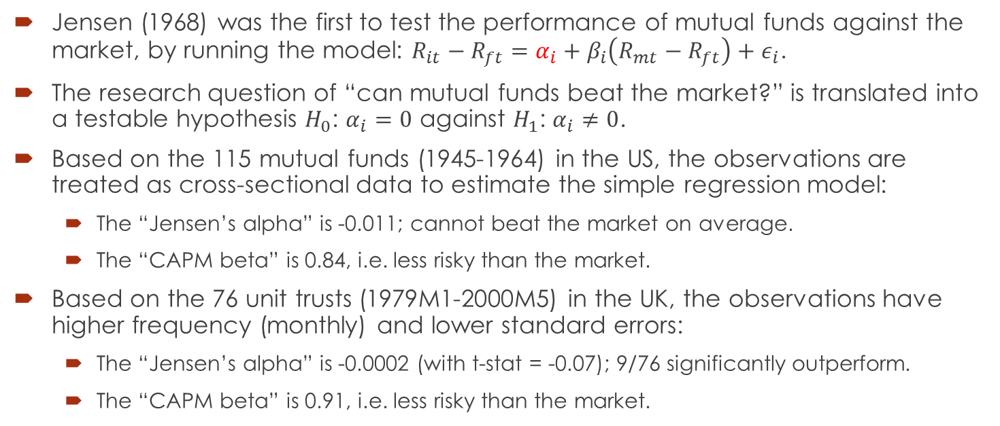 Jensen (1968) was the first to test the performance of mutual funds against the
market, by running the model: R_{it} − R_{ft} = α_i + β_i(R_{mt} − R_{ft}) + ϵ_i.
The research question of “can mutual funds beat the market?” is translated into
a testable hypothesis H_0: α_i = 0 against H_1: α_i ≠ 0.
Based on the 115 mutual funds (1945-1964) in the US, the observations are
treated as cross-sectional data to estimate the simple regression model:
The “Jensen’s alpha” is -0.011; cannot beat the market on average.
The “CAPM beta” is 0.84, i.e. less risky than the market.
Based on the 76 unit trusts (1979M1-2000M5) in the UK, the observations have
higher frequency (monthly) and lower standard errors:
The “Jensen’s alpha” is -0.0002 (with t-stat = -0.07); 9/76 significantly outperform.
The “CAPM beta” is 0.91, i.e. less risky than the market.